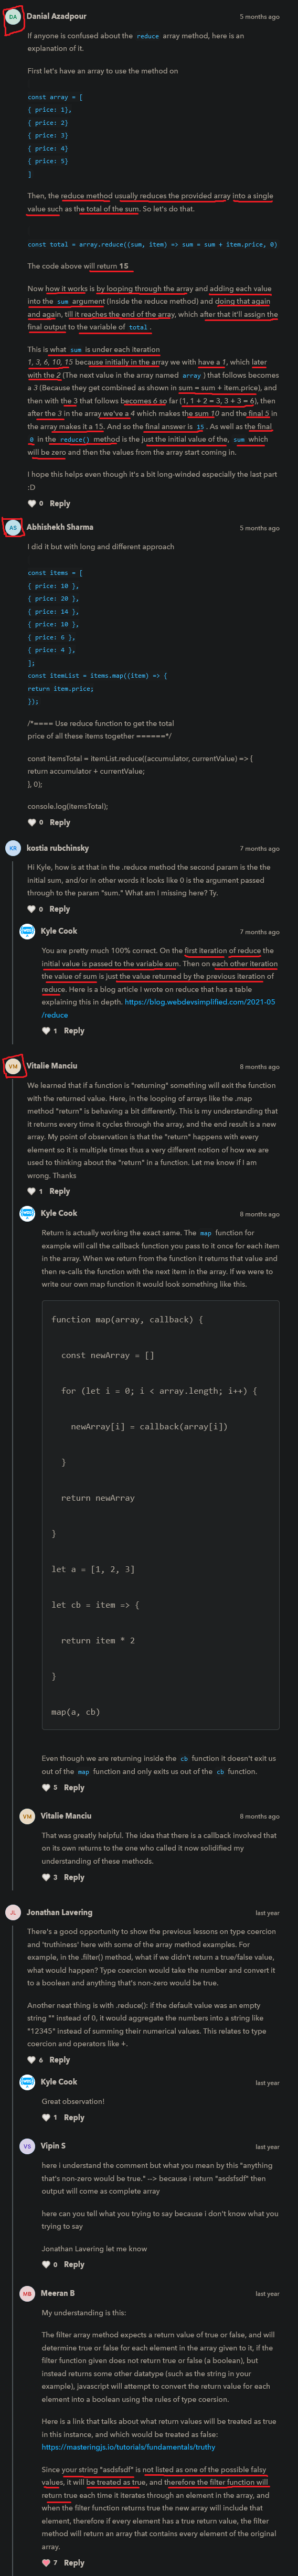 DA
Danial Azadpour
5 months ago
If anyone is confused about the reduce array method, here is an
explanation of it.
First let's have an array to use the method on
const array = [
{ price: 1},
{ price: 2}
{ price: 3}
{ price: 4}
{ price: 5}
]
Then, the reduce method usually reduces the provided array into a single
value such as the total of the sum. So let's do that.
const total = array.reduce((sum, item) => sum = sum + item.price, 0)
The code above will return 15
Now how it works is by looping through the array and adding each value
into the sum argument (Inside the reduce method) and doing that again
and again, till it reaches the end of the array, which after that it'll assign the
final output to the variable of total .
This is what sum is under each iteration
1, 3, 6, 10, 15 because initially in the array we with have a 1, which later
with the 2 (The next value in the array named array ) that follows becomes
a 3 (Because they get combined as shown in sum = sum + item.price), and
then with the 3 that follows becomes 6 so far (1, 1 + 2 = 3, 3 + 3 = 6), then
after the 3 in the array we've a 4 which makes the sum 10 and the final 5 in
the array makes it a 15. And so the final answer is 15 . As well as the final
0 in the reduce() method is the just the initial value of the, sum which
will be zero and then the values from the array start coming in.
I hope this helps even though it's a bit long-winded especially the last part
:D
0 Reply
AS
Abhishekh Sharma
5 months ago
I did it but with long and different approach
const items = [
{ price: 10 },
{ price: 20 },
{ price: 14 },
{ price: 10 },
{ price: 6 },
{ price: 4 },
];
const itemList = items.map((item) => {
return item.price;
});
/*==== Use reduce function to get the total
price of all these items together ======*/
const itemsTotal = itemList.reduce((accumulator, currentValue) => {
return accumulator + currentValue;
}, 0);
console.log(itemsTotal);
0 Reply
KR
kostia rubchinsky
7 months ago
Hi Kyle, how is at that in the .reduce method the second param is the the
initial sum, and/or in other words it looks like 0 is the argument passed
through to the param "sum." What am I missing here? Ty.
0 Reply
Kyle Cook
7 months ago
You are pretty much 100% correct. On the first iteration of reduce the
initial value is passed to the variable sum. Then on each other iteration
the value of sum is just the value returned by the previous iteration of
reduce. Here is a blog article I wrote on reduce that has a table
explaining this in depth. https://blog.webdevsimplified.com/2021-05
/reduce
1 Reply
VM
Vitalie Manciu
8 months ago
We learned that if a function is "returning" something will exit the function
with the returned value. Here, in the looping of arrays like the .map
method "return" is behaving a bit differently. This is my understanding that
it returns every time it cycles through the array, and the end result is a new
array. My point of observation is that the "return" happens with every
element so it is multiple times thus a very different notion of how we are
used to thinking about the "return" in a function. Let me know if I am
wrong. Thanks
1 Reply
Kyle Cook
8 months ago
Return is actually working the exact same. The map function for
example will call the callback function you pass to it once for each item
in the array. When we return from the function it returns that value and
then re-calls the function with the next item in the array. If we were to
write our own map function it would look something like this.
function map(array, callback) {
const newArray = []
for (let i = 0; i < array.length; i++) {
newArray[i] = callback(array[i])
}
return newArray
}
let a = [1, 2, 3]
let cb = item => {
return item * 2
}
map(a, cb)
Even though we are returning inside the cb function it doesn't exit us
out of the map function and only exits us out of the cb function.
5 Reply
VM
Vitalie Manciu
8 months ago
That was greatly helpful. The idea that there is a callback involved that
on its own returns to the one who called it now solidified my
understanding of these methods.
3 Reply
JL
Jonathan Lavering
last year
There's a good opportunity to show the previous lessons on type coercion
and 'truthiness' here with some of the array method examples. For
example, in the .filter() method, what if we didn't return a true/false value,
what would happen? Type coercion would take the number and convert it
to a boolean and anything that's non-zero would be true.
Another neat thing is with .reduce(): if the default value was an empty
string "" instead of 0, it would aggregate the numbers into a string like
"12345" instead of summing their numerical values. This relates to type
coercion and operators like +.
6 Reply
Kyle Cook
last year
Great observation!
1 Reply
VS
Vipin S
last year
here i understand the comment but what you mean by this "anything
that's non-zero would be true." --> because i return "asdsfsdf" then
output will come as complete array
here can you tell what you trying to say because i don't know what you
trying to say
Jonathan Lavering let me know
0 Reply
MB
Meeran B
last year
My understanding is this:
The filter array method expects a return value of true or false, and will
determine true or false for each element in the array given to it, if the
filter function given does not return true or false (a boolean), but
instead returns some other datatype (such as the string in your
example), javascript will attempt to convert the return value for each
element into a boolean using the rules of type coersion.
Here is a link that talks about what return values will be treated as true
in this instance, and which would be treated as false:
https://masteringjs.io/tutorials/fundamentals/truthy
Since your string "asdsfsdf" is not listed as one of the possible falsy
values, it will be treated as true, and therefore the filter function will
return true each time it iterates through an element in the array, and
when the filter function returns true the new array will include that
element, therefore if every element has a true return value, the filter
method will return an array that contains every element of the original
array.
7 Reply